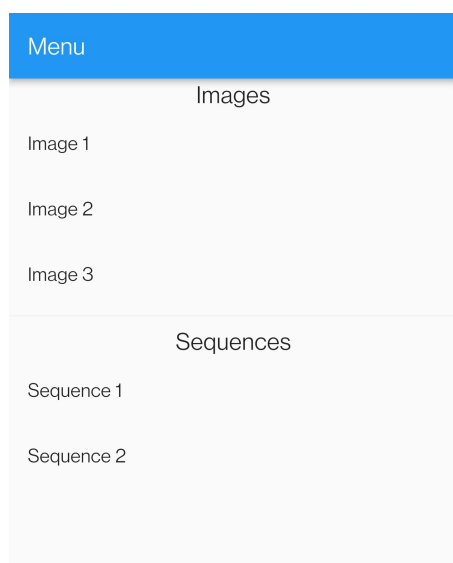 Menu
Images
Image 1
Image 2
Image 3
Sequences
Sequence 1
Sequence 2